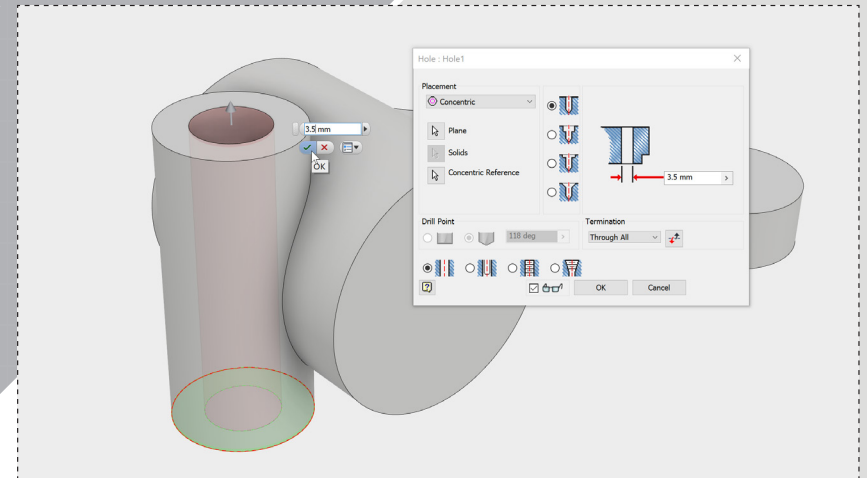 Hole : Hole1
Placement
Concentric
Plane
Solids
Concentric Reference
3.5 mm
Drill Point
118 deg
Termination
Through All
OK
Cancel
3.5 mm
OK